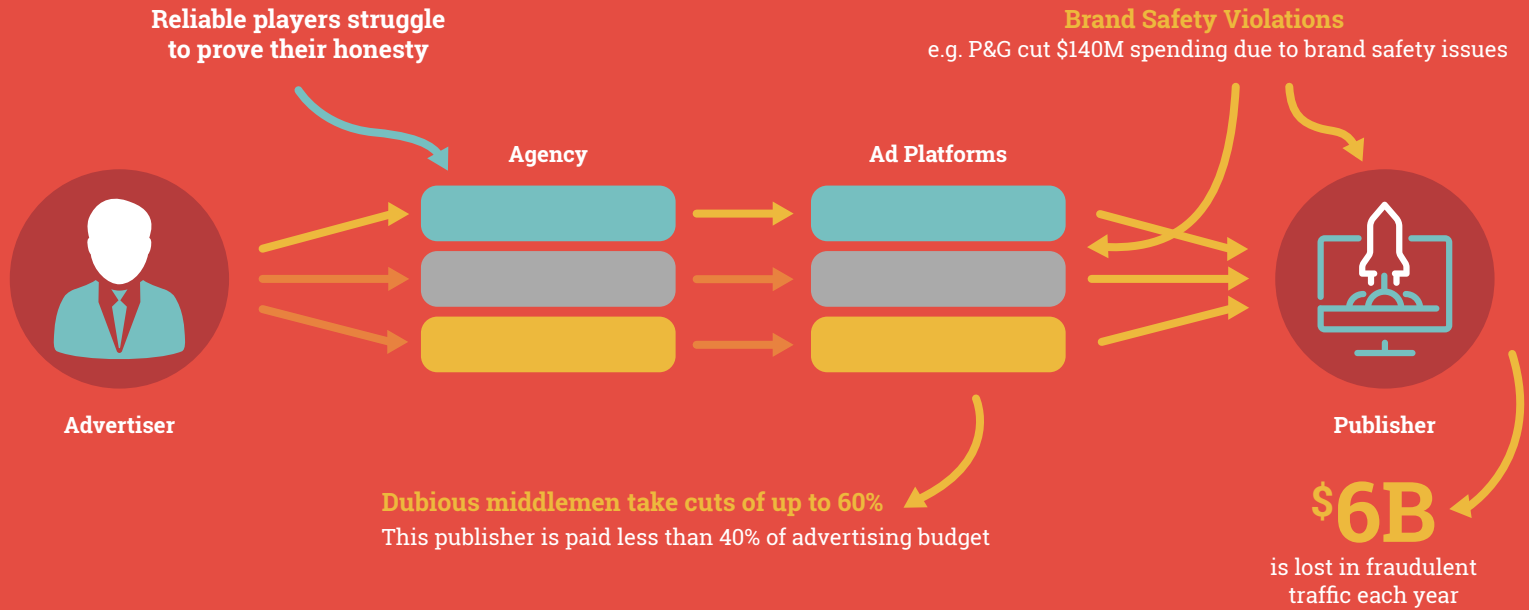 Reliable players struggle
to prove their honesty
Brand Safety Violations
e.g. P&G cut $140M spending due to brand safety issues
Agency
Ad Platforms
Advertiser
Publisher
Dubious middlemen take cuts of up to 60%
This publisher is paid less than 40% of advertising budget
$6B
is lost in fraudulent
traffic each year